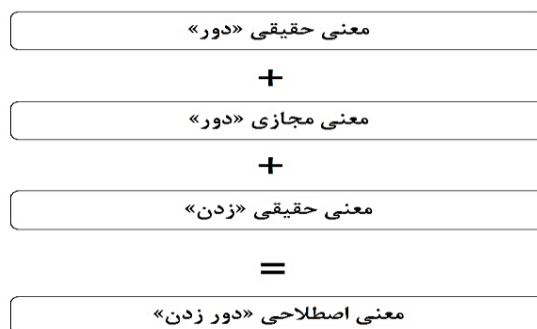 معنی حقیقی «دور»
+
معنی مجازی «دور»
+
معنی حقیقی «زدن»
=
معنی اصطلاحی «دور زدن»